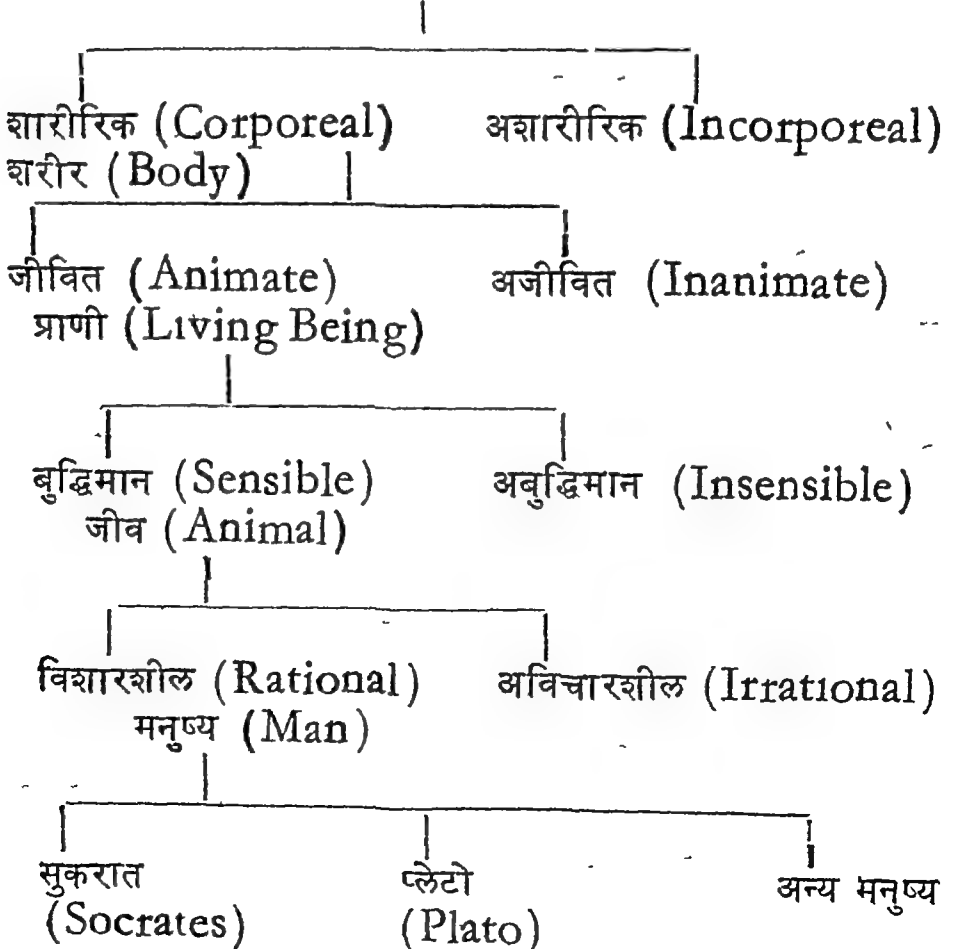 शारीरिक (Corporeal) अशारीरिक (Incorporeal)
शरीर (Body)
जीवित (Animate) अजीवित (Inanimate)
प्राणी (Living Being)
बुद्धिमान (Sensible) अबुद्धिमान (Insensible)
जीव (Animal)
विशारशील (Rational) अविचारशील (Irrational)
मनुष्य (Man)
सुकरात प्लेटो अन्य मनुष्य
(Socrates) (Plato)